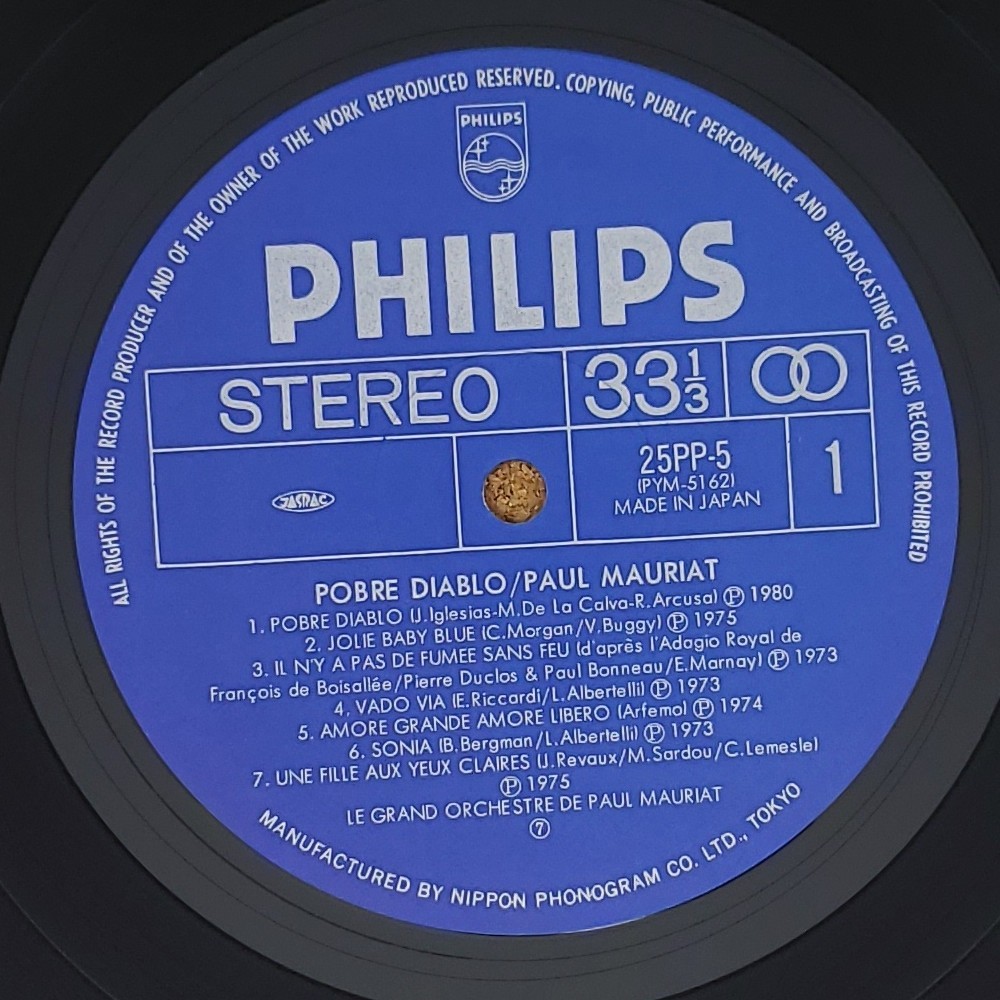 ALL RIGHTS OF THE RECORD PRODUCER AND OF THE OWNER OF THE WORK REPRODUCED RESERVED. COPYING, PUBLIC PERFORMANCE AND BROADCASTING OF THIS RECORD PROHIBITED
PHILIPS
PHILIPS
STEREO
33 1/3
25PP-5
(PYM-5162)
MADE IN JAPAN
1
JASRAC
POBRE DIABLO/PAUL MAURIAT
1. POBRE DIABLO (J.Iglesias-M.De La Calva-R.Arcusa) ℗ 1980
2. JOLIE BABY BLUE (C.Morgan/V.Buggy) ℗ 1975
3. IL N'Y A PAS DE FUMEE SANS FEU (d'après l'Adagio Royal de
François de Boisallée/Pierre Duclos & Paul Bonneau/E.Marnay) ℗ 1973
4. VADO VIA (E.Riccardi/L.Albertelli) ℗ 1973
5. AMORE GRANDE AMORE LIBERO (Arfemo) ℗ 1974
6. SONIA (B.Bergman/L.Albertelli) ℗ 1973
7. UNE FILLE AUX YEUX CLAIRES (J.Revaux/M.Sardou/C.Lemesle)
℗ 1975
LE GRAND ORCHESTRE DE PAUL MAURIAT
⑦
MANUFACTURED BY NIPPON PHONOGRAM CO. LTD., TOKYO